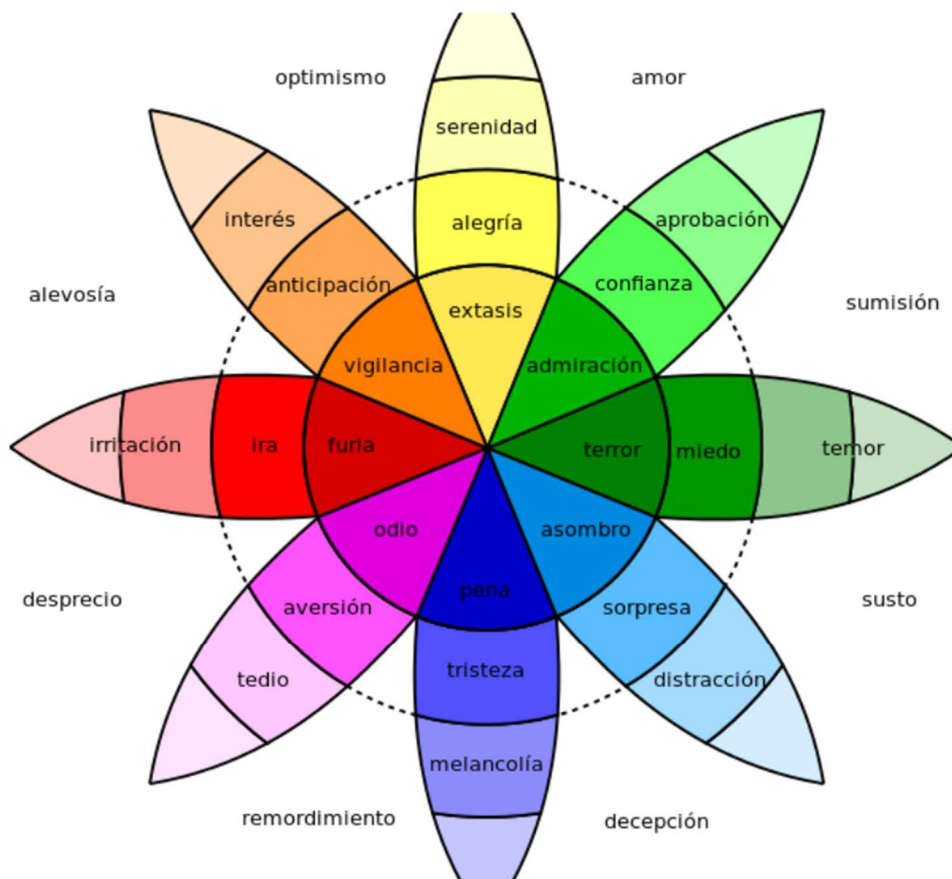 optimismo
amor
serenidad
interés
alegría
aprobación
anticipación
confianza
alevosía
extasis
sumisión
vigilancia
admiración
irritación
ira
furia
terror
miedo
temor
odio
asombro
desprecio
pena
aversión
sorpresa
susto
tedio
tristeza
distracción
melancolía
remordimiento
decepción